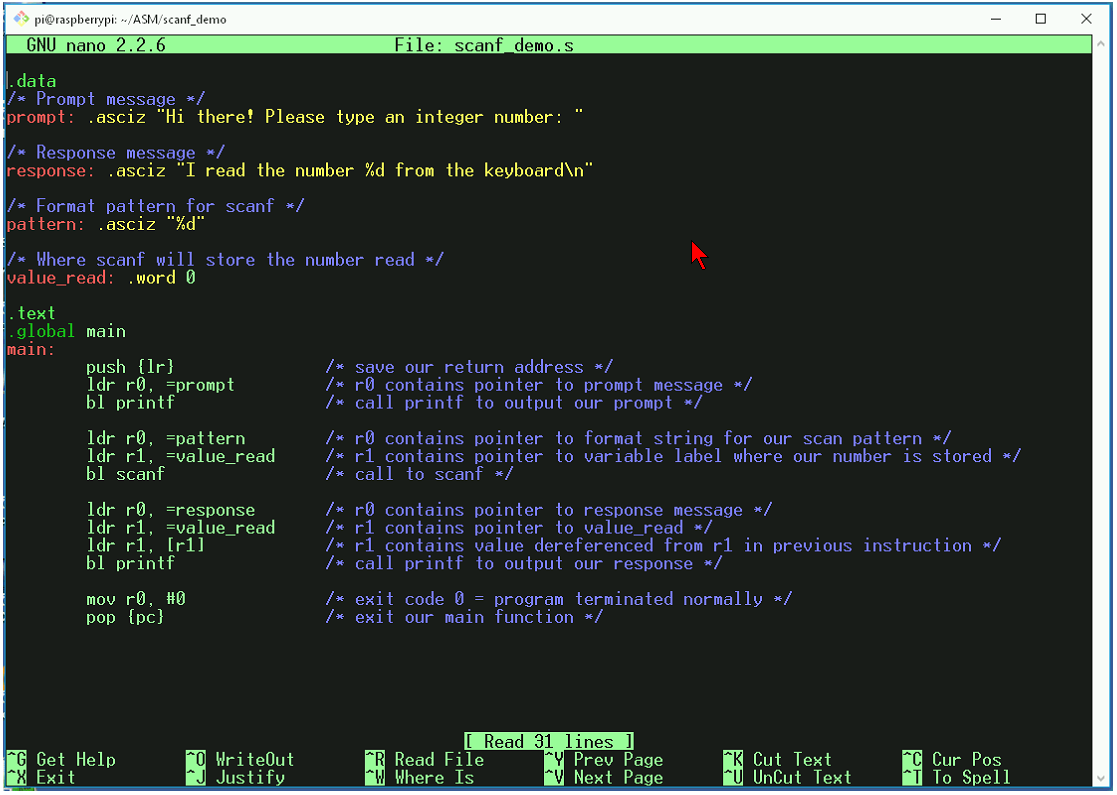 pi@raspberrypi: ~/ASM/scanf_demo
GNU nano 2.2.6 File: scanf_demo.s
.data
/* Prompt message */
prompt: .asciz "Hi there! Please type an integer number: "
/* Response message */
response: .asciz "I read the number %d from the keyboard\n"
/* Format pattern for scanf */
pattern: .asciz "%d"
/* Where scanf will store the number read */
value_read: .word 0
.text
.global main
main:
push {lr} /* save our return address */
ldr r0, =prompt /* r0 contains pointer to prompt message */
bl printf /* call printf to output our prompt */
ldr r0, =pattern /* r0 contains pointer to format string for our scan pattern */
ldr r1, =value_read /* r1 contains pointer to variable label where our number is stored */
bl scanf /* call to scanf */
ldr r0, =response /* r0 contains pointer to response message */
ldr r1, =value_read /* r1 contains pointer to value_read */
ldr r1, [r1] /* r1 contains value dereferenced from r1 in previous instruction */
bl printf /* call printf to output our response */
mov r0, #0 /* exit code 0 = program terminated normally */
pop {pc} /* exit our main function */
[ Read 31 lines ]
^G Get Help ^O WriteOut ^R Read File ^Y Prev Page ^K Cut Text ^C Cur Pos
^X Exit ^J Justify ^W Where Is ^V Next Page ^U UnCut Text ^T To Spell